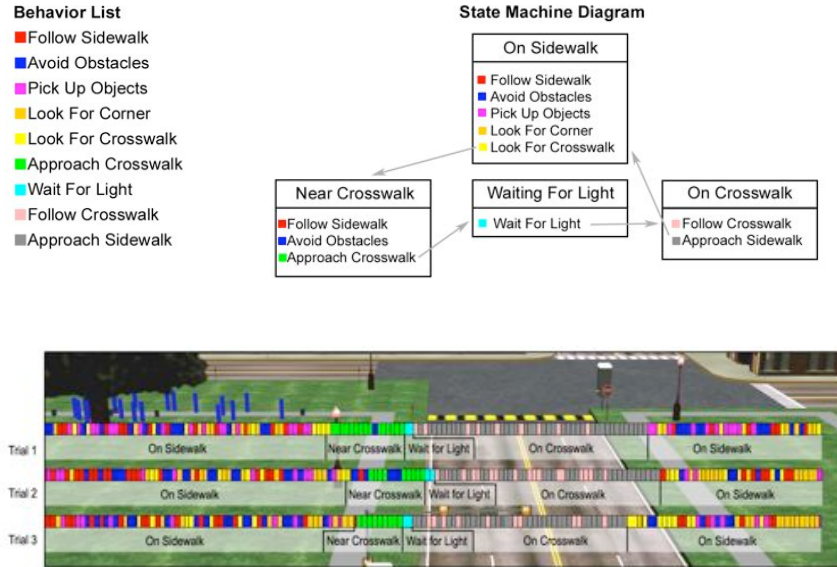 Behavior List
Follow Sidewalk
Avoid Obstacles
Pick Up Objects
Look For Corner
Look For Crosswalk
Approach Crosswalk
Wait For Light
Follow Crosswalk
Approach Sidewalk
State Machine Diagram
On Sidewalk
Follow Sidewalk
Avoid Obstacles
Pick Up Objects
Look For Corner
Look For Crosswalk
Near Crosswalk
Follow Sidewalk
Avoid Obstacles
Approach Crosswalk
Waiting For Light
Wait For Light
On Crosswalk
Follow Crosswalk
Approach Sidewalk
Trial 1
On Sidewalk
Near Crosswalk
Wait for Light
On Crosswalk
On Sidewalk
Trial 2
On Sidewalk
Near Crosswalk
Wait for Light
On Crosswalk
On Sidewalk
Trial 3
On Sidewalk
Near Crosswalk
Wait for Light
On Crosswalk
On Sidewalk